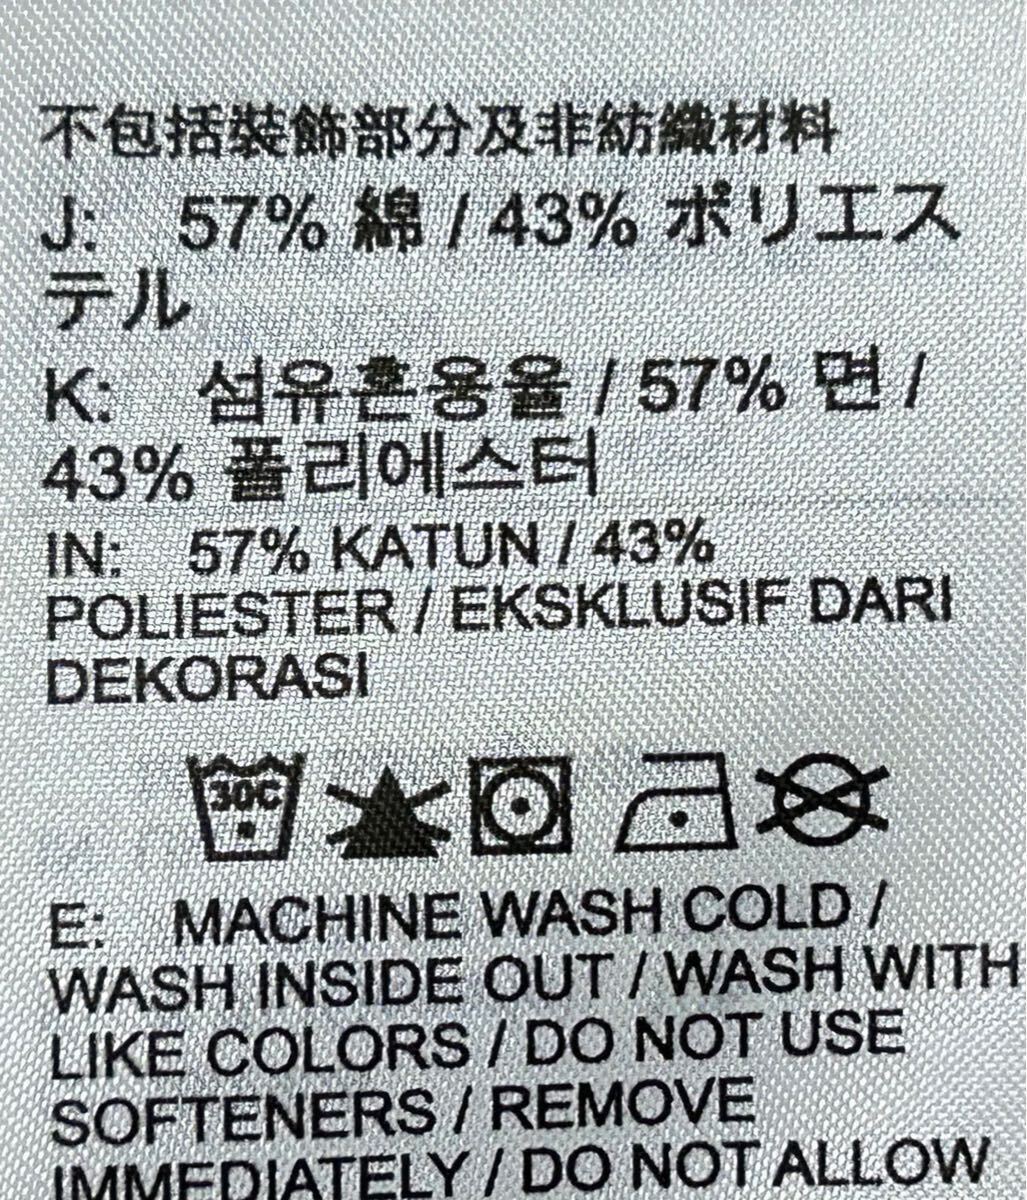 不包括裝飾部分及非紡織材料
J: 57% 綿 / 43% ポリエス
テル
K: 섬유혼용율 / 57% 면 /
43% 폴리에스터
IN: 57% KATUN / 43%
POLIESTER / EKSKLUSIF DARI
DEKORASI
30C
E: MACHINE WASH COLD /
WASH INSIDE OUT / WASH WITH
LIKE COLORS / DO NOT USE
SOFTENERS / REMOVE
IMMEDIATELY / DO NOT ALLOW